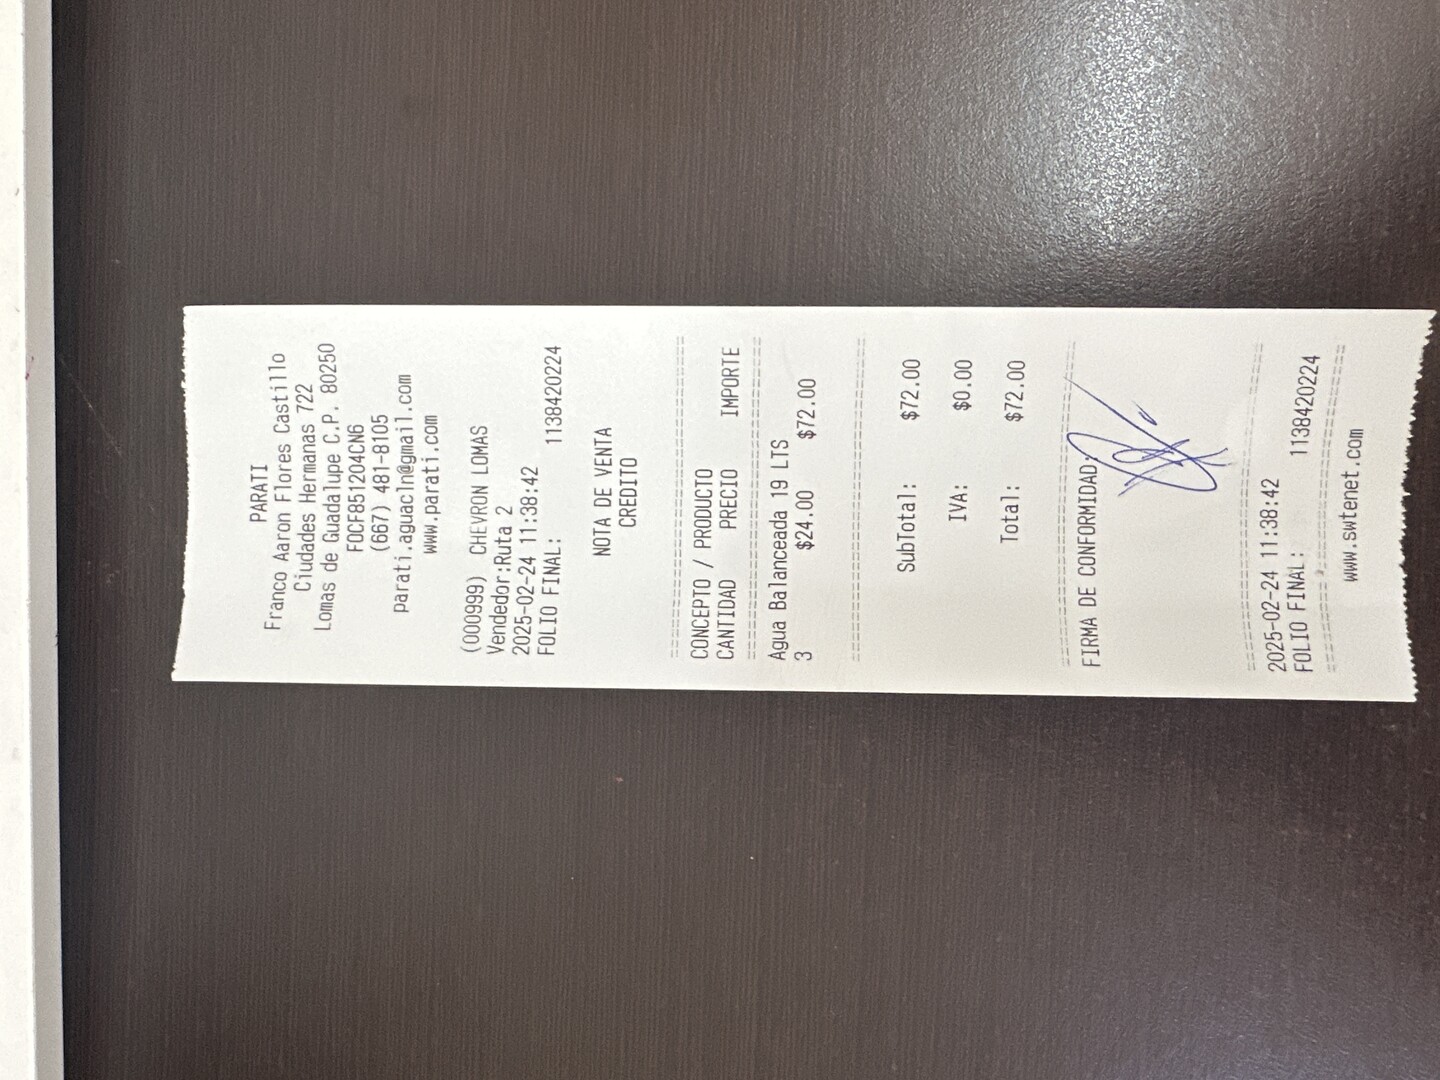 PARATI
Franco Aaron Flores Castillo
Ciudades Hermanas 722
Lomas de Guadalupe C.P. 80250
FOCF851204CN6
(667) 481-8105
parati.aguacln@gmail.com
www.parati.com
(000999) CHEVRON LOMAS
Vendedor:Ruta 2
2025-02-24 11:38:42
FOLIO FINAL: 1138420224
NOTA DE VENTA
CREDITO
CONCEPTO / PRODUCTO
CANTIDAD PRECIO IMPORTE
Agua Balanceada 19 LTS
3 $24.00 $72.00
SubTotal: $72.00
IVA: $0.00
Total: $72.00
FIRMA DE CONFORMIDAD.
2025-02-24 11:38:42
FOLIO FINAL: 1138420224
www.swtenet.com